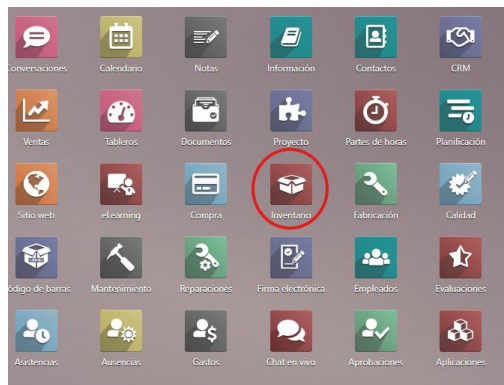 Conversaciones Calendario Notas Información Contactos CRM
Ventas Tableros Documentos Proyecto Partes de horas Planificación
Sitio web eLearning Compra Inventario Fabricación Calidad
ódigo de barras Mantenimiento Reparaciones Firma electrónica Empleados Evaluaciones
Asistencias Ausencias Gastos Chat en vivo Aprobaciones Aplicaciones